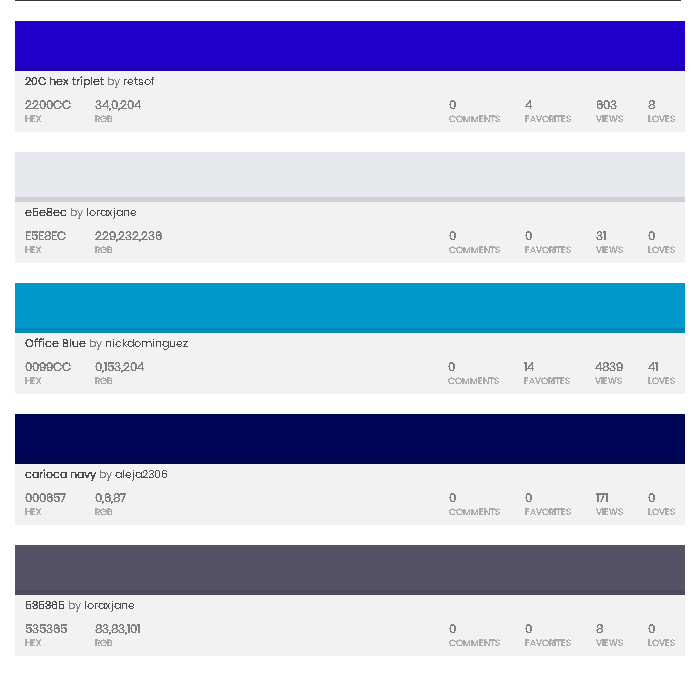 20C hex triplet by retsof
2200CC 34,0,204 0 4 603 8
HEX RGB COMMENTS FAVORITES VIEWS LOVES
e5e8ec by loraxjane
E5E8EC 229,232,236 0 0 31 0
HEX RGB COMMENTS FAVORITES VIEWS LOVES
Office Blue by nickdominguez
0099CC 0,153,204 0 14 4839 41
HEX RGB COMMENTS FAVORITES VIEWS LOVES
carioca navy by aleja2306
000657 0,6,87 0 0 171 0
HEX RGB COMMENTS FAVORITES VIEWS LOVES
535365 by loraxjane
535365 83,83,101 0 0 8 0
HEX RGB COMMENTS FAVORITES VIEWS LOVES